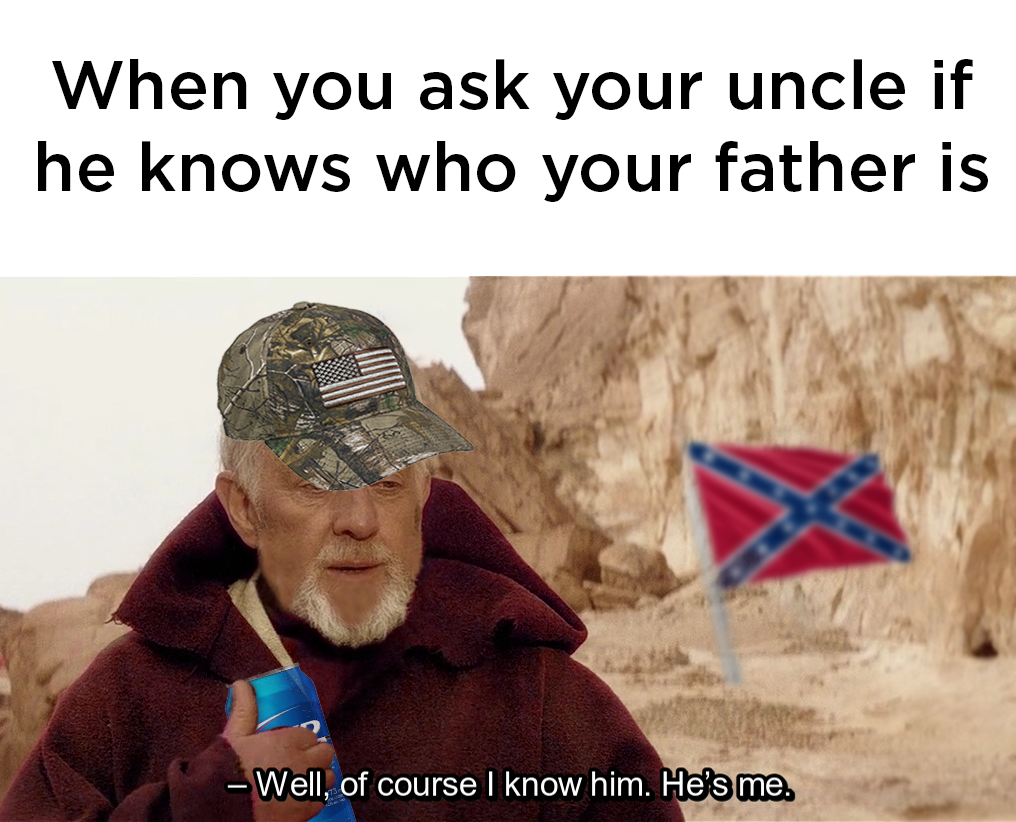 When you ask your uncle if
he knows who your father is
– Well, of course I know him. He's me.